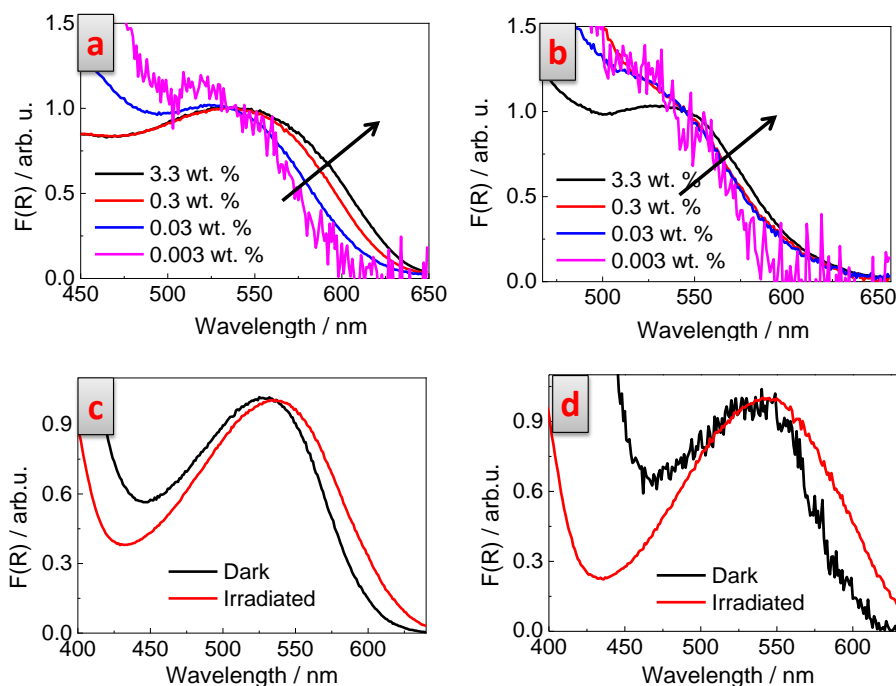 a
F(R) / arb. u.
1.5
1.0
0.5
0.0
3.3 wt. %
0.3 wt. %
0.03 wt. %
0.003 wt. %
450 500 550 600 650
Wavelength / nm
b
F(R) / arb. u.
1.5
1.0
0.5
0.0
3.3 wt. %
0.3 wt. %
0.03 wt. %
0.003 wt. %
500 550 600 650
Wavelength / nm
c
F(R) / arb.u.
0.9
0.6
0.3
0.0
Dark
Irradiated
400 450 500 550 600
Wavelength / nm
d
F(R) / arb.u.
0.9
0.6
0.3
0.0
Dark
Irradiated
400 450 500 550 600
Wavelength / nm